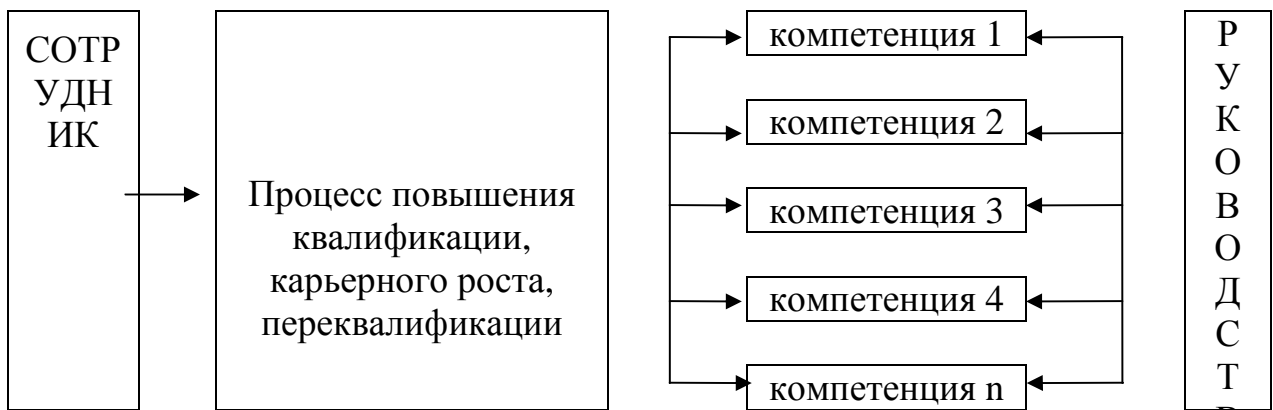 СОТР
УДН
ИК
Процесс повышения
квалификации,
карьерного роста,
переквалификации
компетенция 1
компетенция 2
компетенция 3
компетенция 4
компетенция n
Р
У
К
О
В
О
Д
С
Т